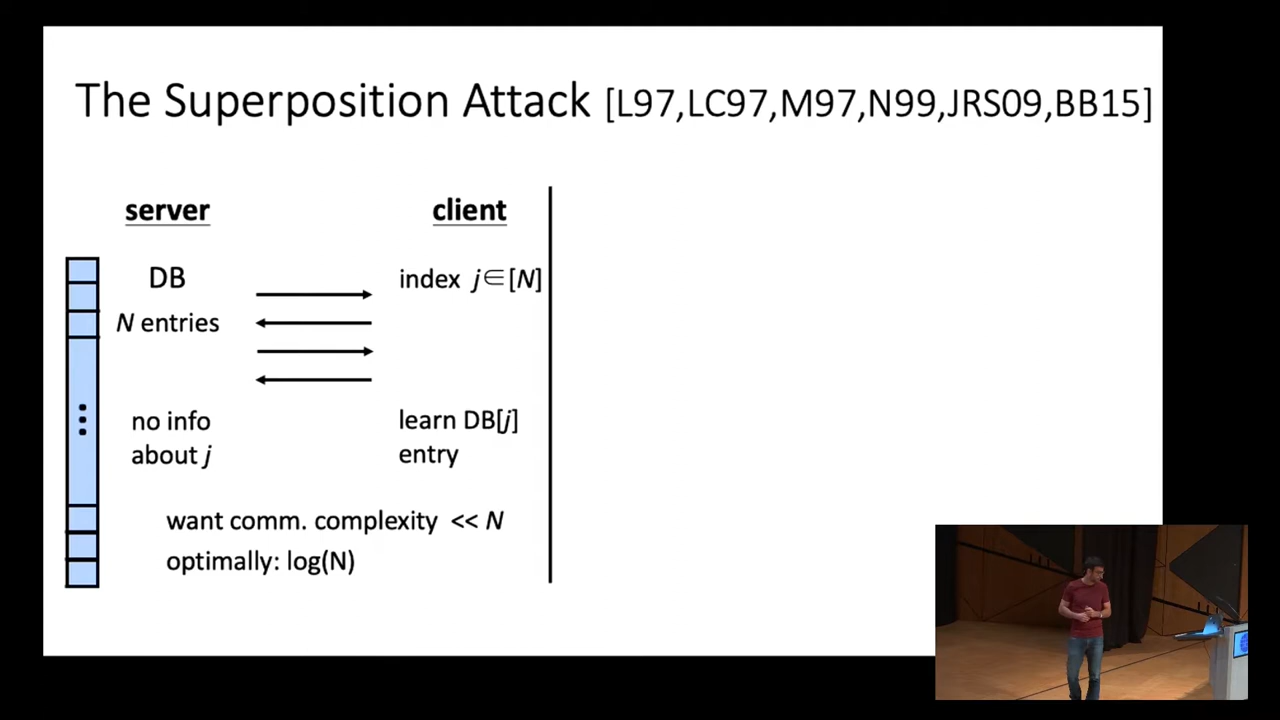 The Superposition Attack [L97,LC97,M97,N99,JRS09,BB15]
server
client
DB
index j∈[N]
N entries
no info
about j
learn DB[j]
entry
want comm. complexity << N
optimally: log(N)